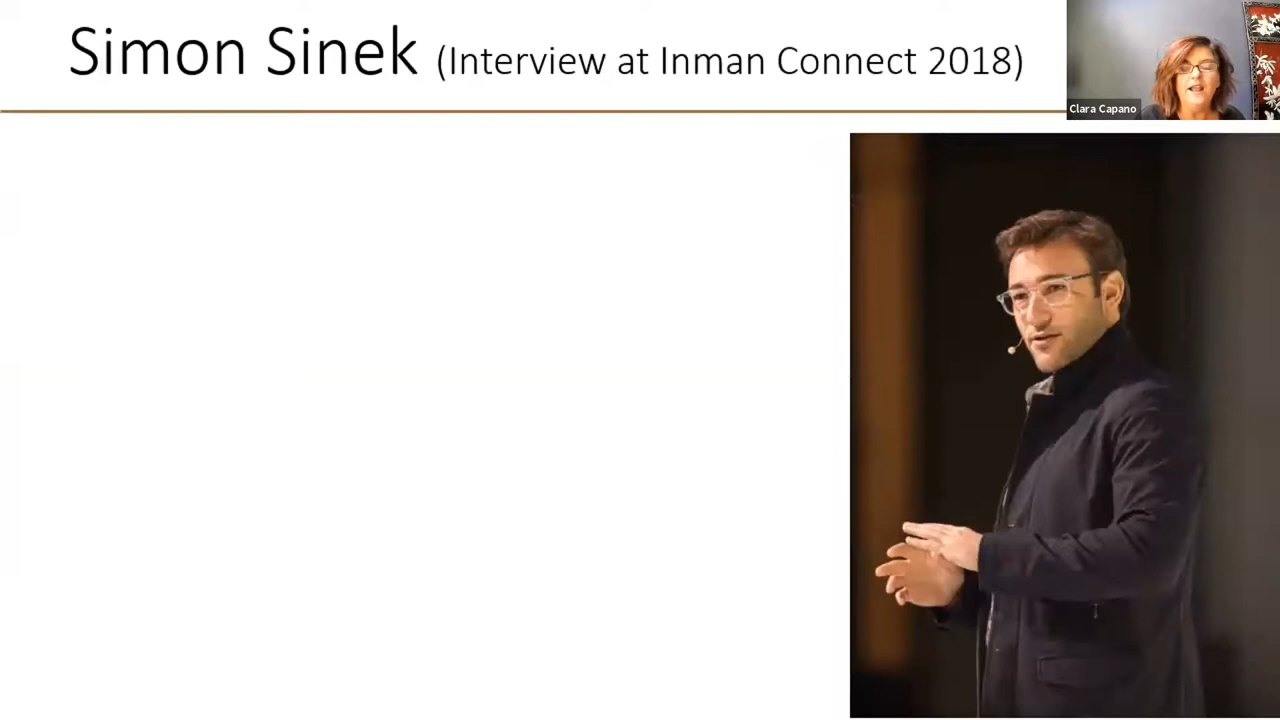 Simon Sinek (Interview at Inman Connect 2018)
Clara Capano